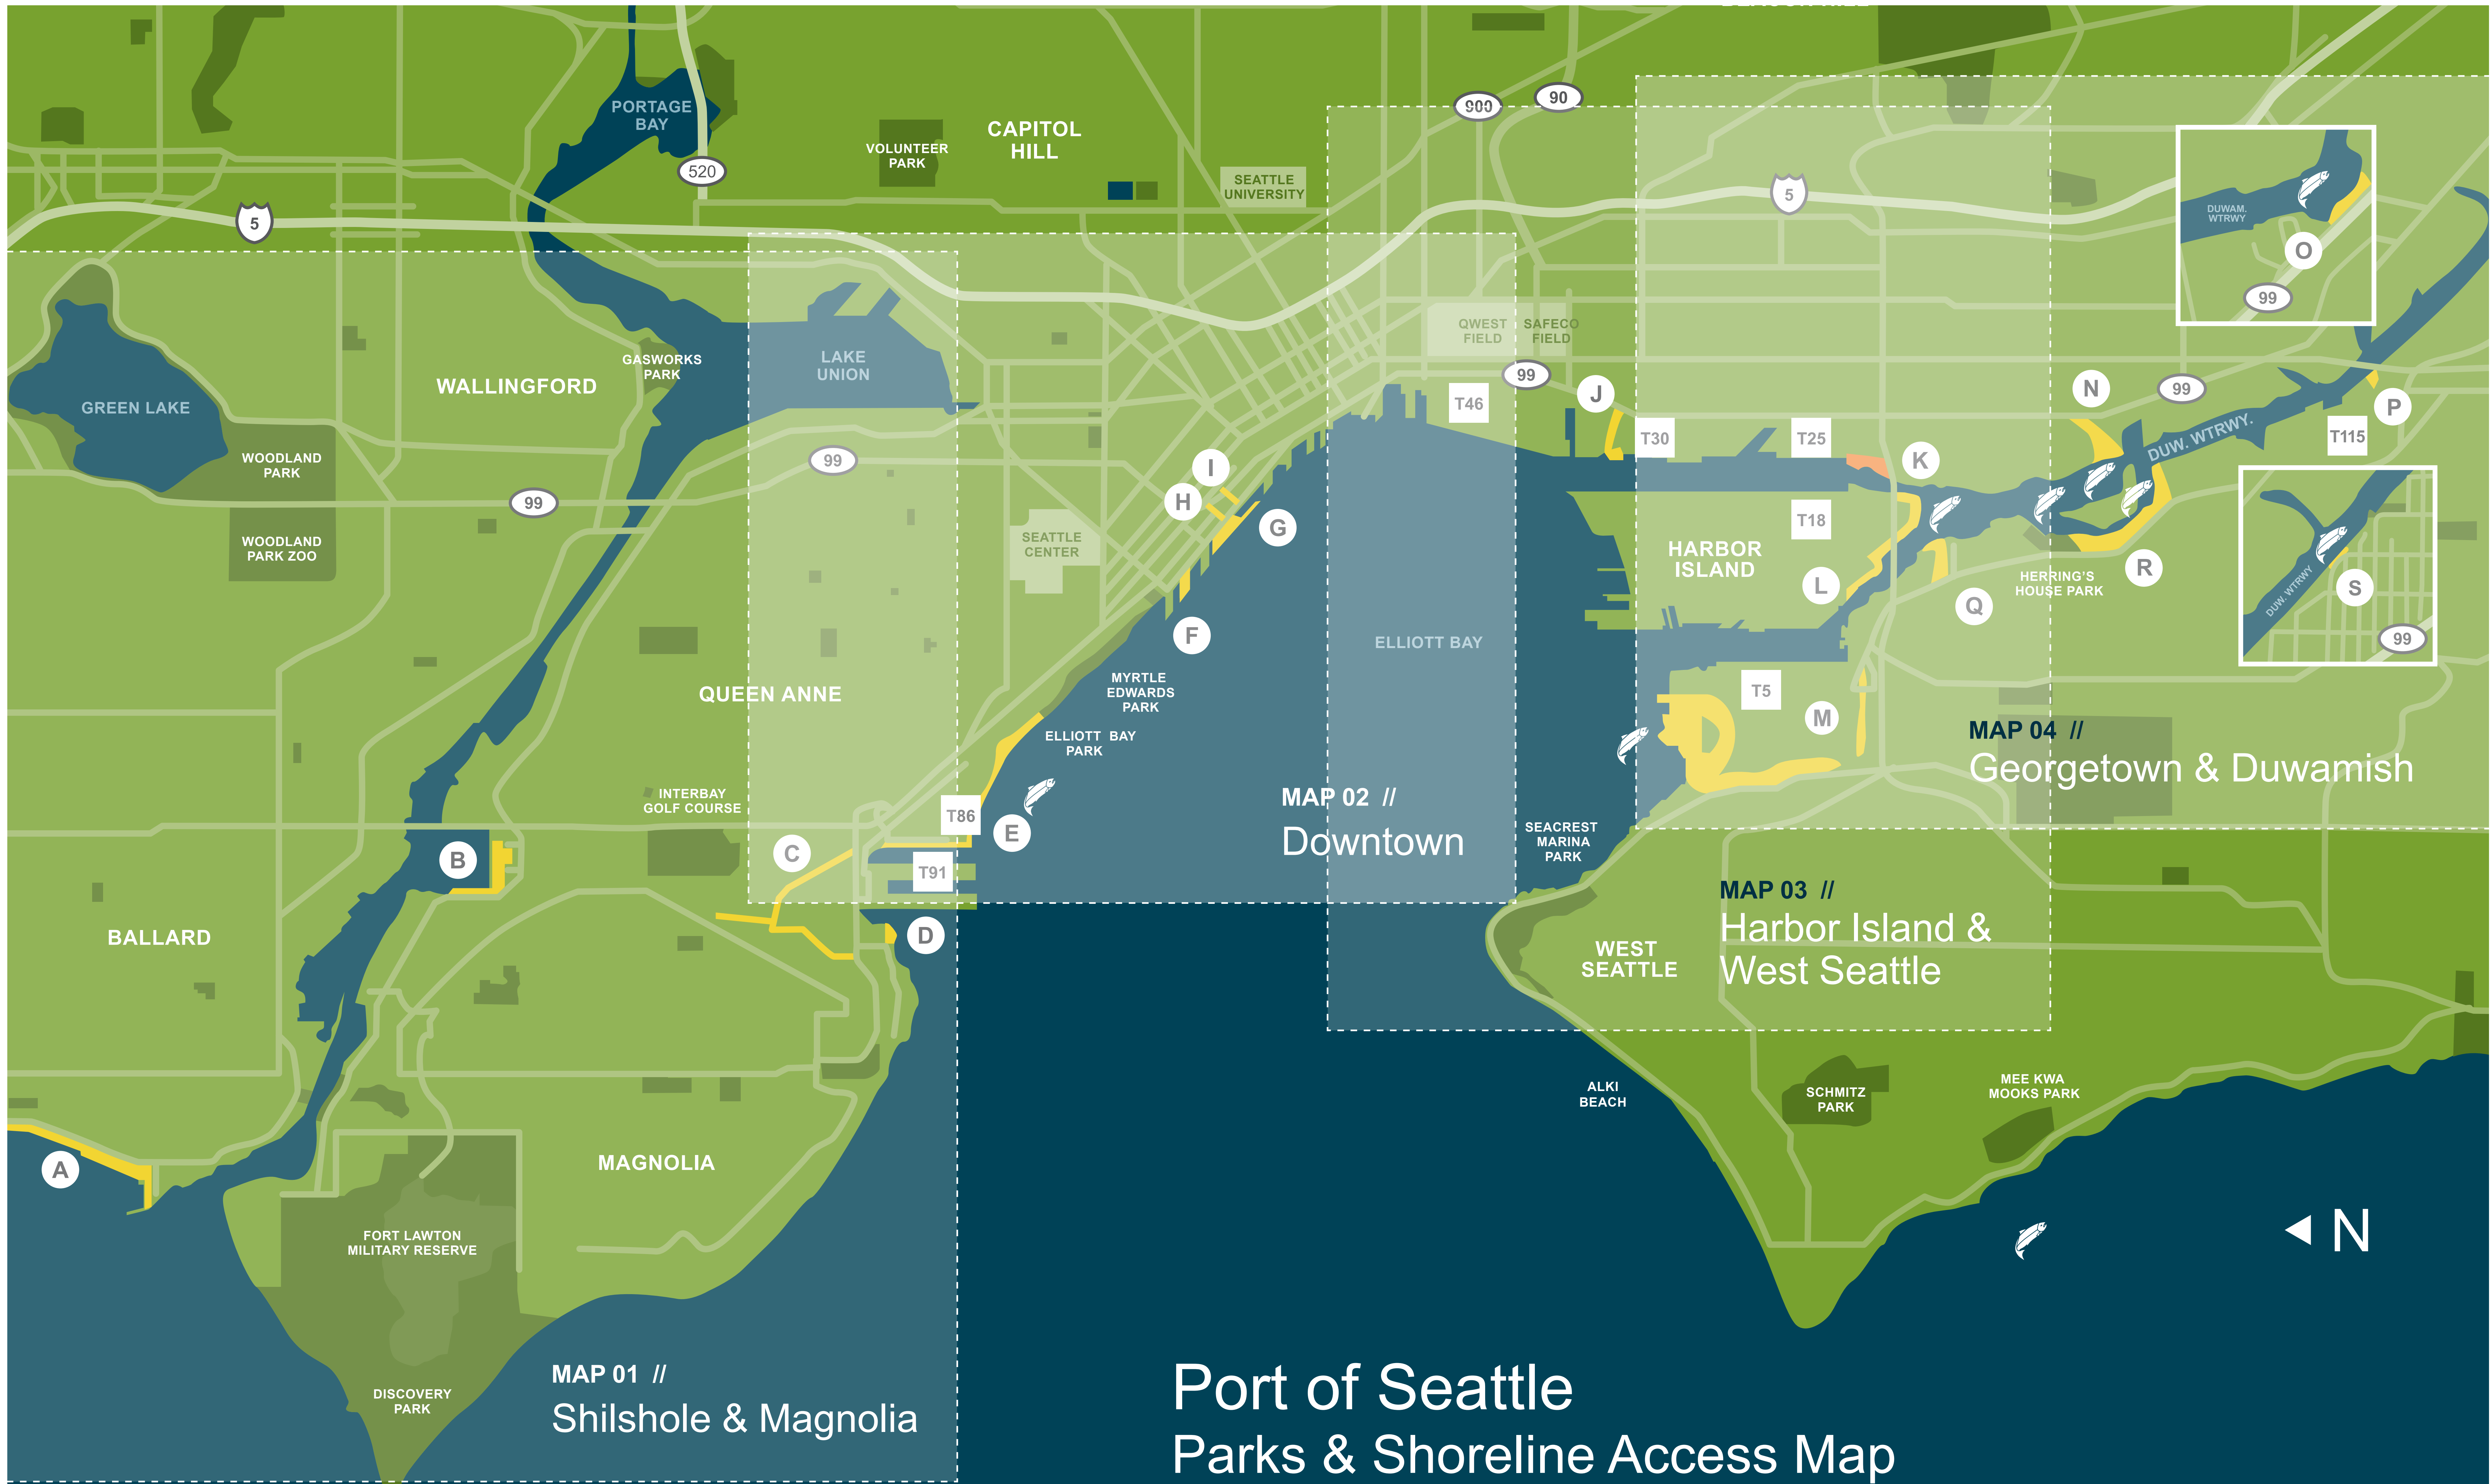 PORTAGE
BAY
520
5
VOLUNTEER
PARK
CAPITOL
HILL
SEATTLE
UNIVERSITY
900
90
5
DUWAM.
WTRWY
O
99
GREEN LAKE
WALLINGFORD
GASWORKS
PARK
LAKE
UNION
QWEST
FIELD
SAFECO
FIELD
99
T46
J
T30
T25
K
N
99
P
T115
DUW. WTRWY.
WOODLAND
PARK
WOODLAND
PARK ZOO
99
99
SEATTLE
CENTER
I
H
G
F
T18
HARBOR
ISLAND
L
Q
HERRING'S
HOUSE PARK
R
DUW. WTRWY
S
99
ELLIOTT BAY
QUEEN ANNE
MYRTLE
EDWARDS
PARK
ELLIOTT BAY
PARK
T5
M
MAP 04 //
Georgetown & Duwamish
INTERBAY
GOLF COURSE
T86
E
C
T91
D
B
MAP 02 //
Downtown
SEACREST
MARINA
PARK
MAP 03 //
Harbor Island &
West Seattle
WEST
SEATTLE
BALLARD
A
MAGNOLIA
ALKI
BEACH
SCHMITZ
PARK
MEE KWA
MOOKS PARK
FORT LAWTON
MILITARY RESERVE
DISCOVERY
PARK
N
MAP 01 //
Shilshole & Magnolia
Port of Seattle
Parks & Shoreline Access Map